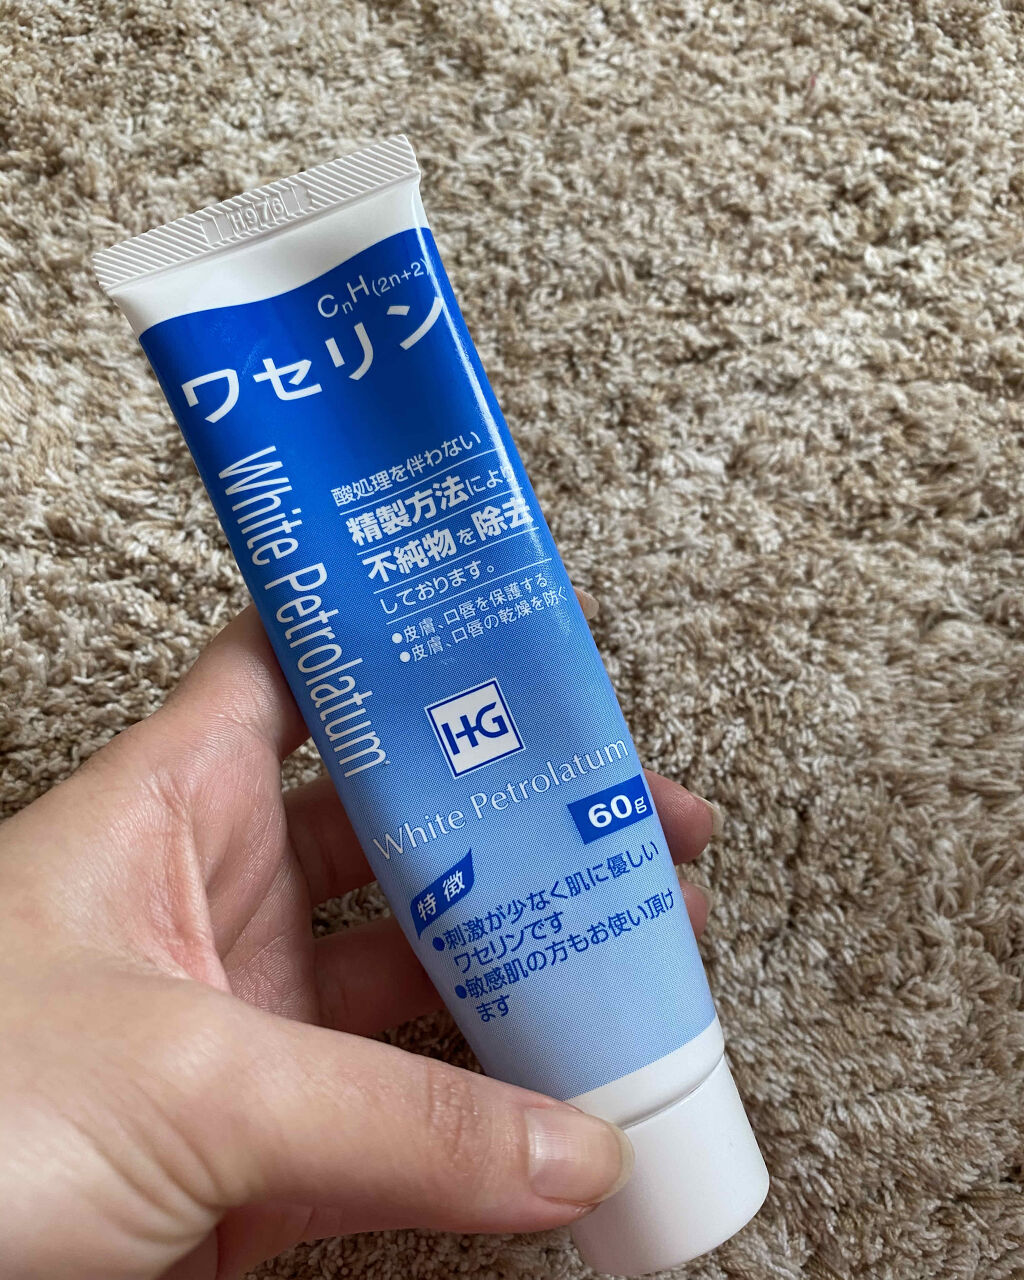 H976
CnH(2n+2)
ワセリン
White Petrolatum
酸処理を伴わない
精製方法により
不純物を除去
しております。
●皮膚、口唇を保護する
●皮膚、口唇の乾燥を防ぐ
HG
White Petrolatum
60g
特徴
●刺激が少なく肌に優しい
ワセリンです
●敏感肌の方もお使い頂け
ます